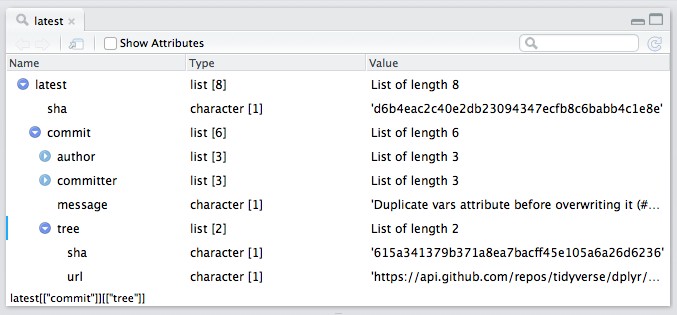 latest
Show Attributes
Name Type Value
latest list [8] List of length 8
sha character [1] 'd6b4eac2c40e2db23094347ecfb8c6babb4c1e8e'
commit list [6] List of length 6
author list [3] List of length 3
committer list [3] List of length 3
message character [1] 'Duplicate vars attribute before overwriting it (#...
tree list [2] List of length 2
sha character [1] '615a341379b371a8ea7bacff45e105a6a26d6236'
url character [1] 'https://api.github.com/repos/tidyverse/dplyr/...
latest[["commit"]][["tree"]]